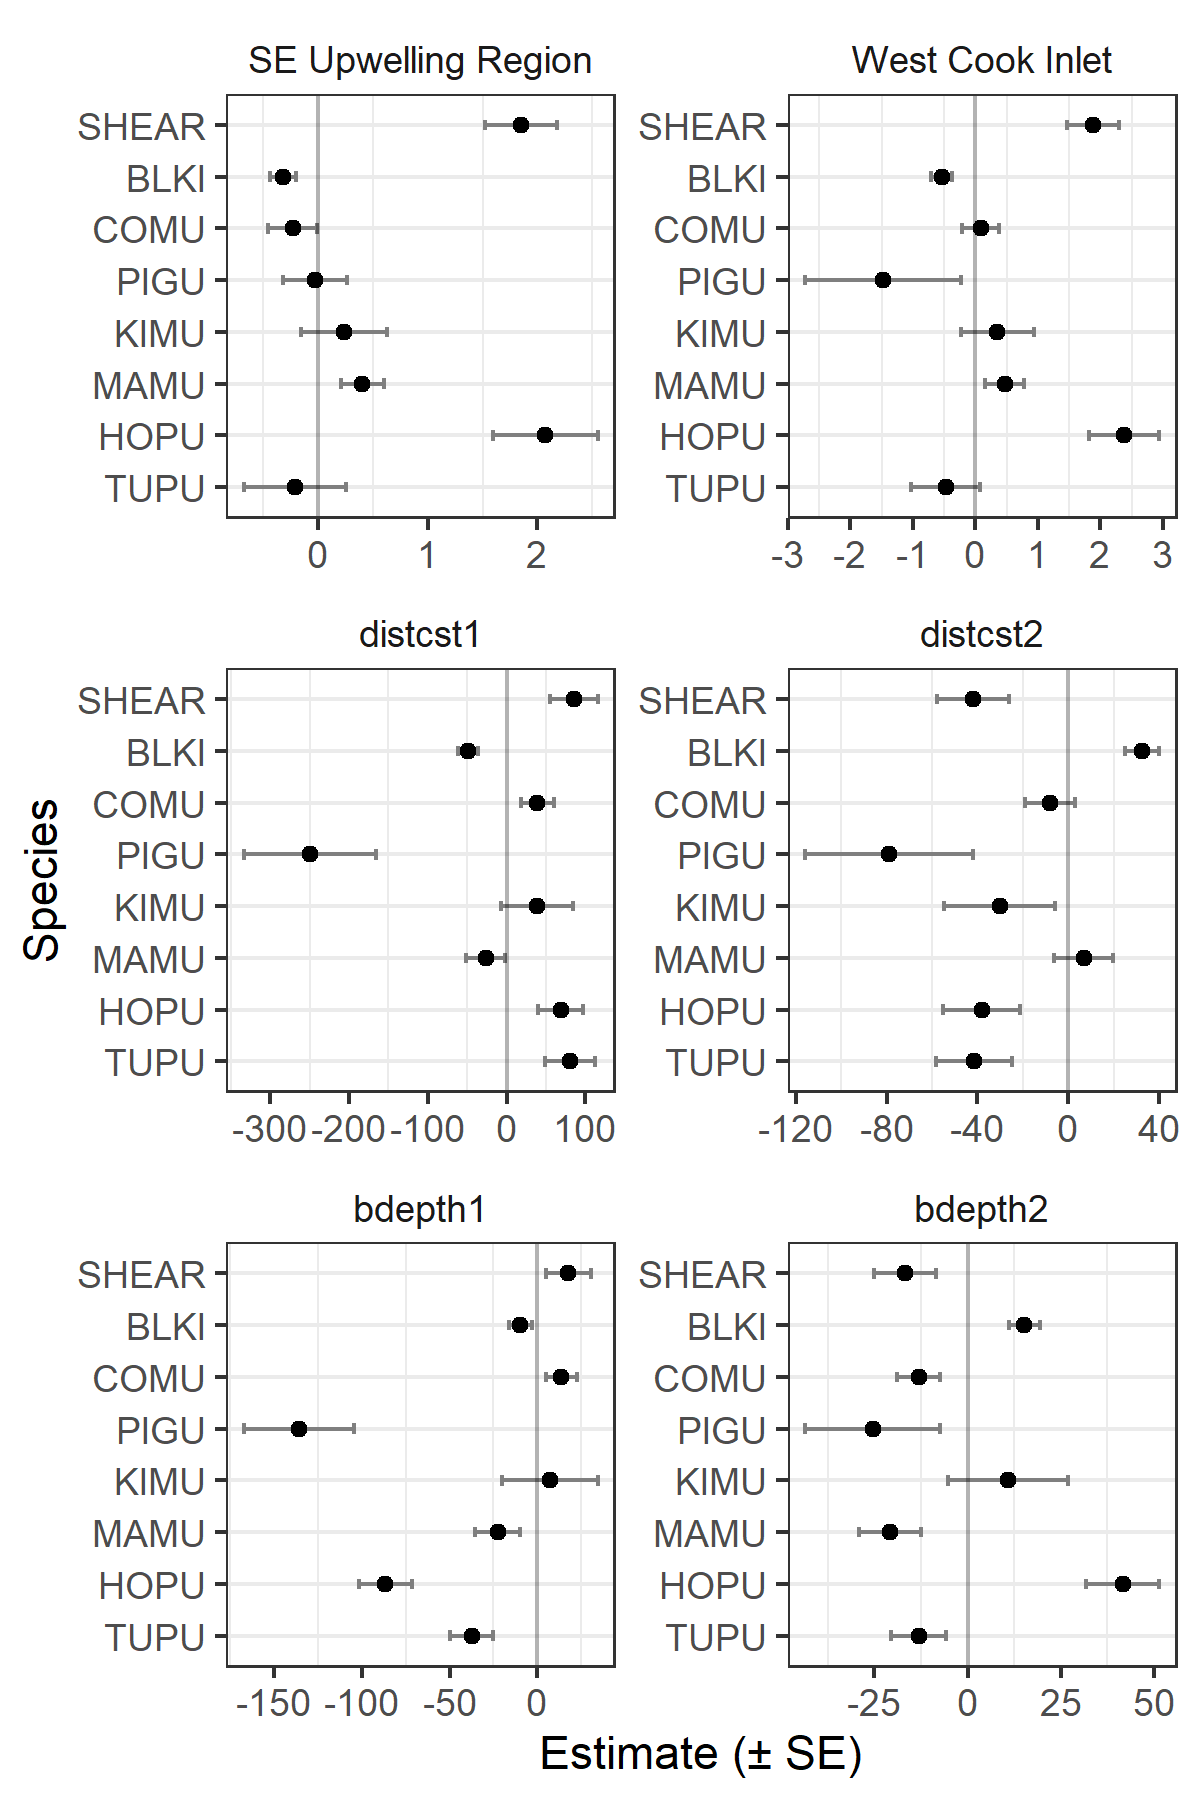 SE Upwelling Region
SHEAR
BLKI
COMU
PIGU
KIMU
MAMU
HOPU
TUPU
0 1 2
West Cook Inlet
SHEAR
BLKI
COMU
PIGU
KIMU
MAMU
HOPU
TUPU
-3 -2 -1 0 1 2 3
distcst1
SHEAR
BLKI
COMU
PIGU
KIMU
MAMU
HOPU
TUPU
-300 -200 -100 0 100
distcst2
SHEAR
BLKI
COMU
PIGU
KIMU
MAMU
HOPU
TUPU
-120 -80 -40 0 40
bdepth1
SHEAR
BLKI
COMU
PIGU
KIMU
MAMU
HOPU
TUPU
-150 -100 -50 0
bdepth2
SHEAR
BLKI
COMU
PIGU
KIMU
MAMU
HOPU
TUPU
-25 0 25 50
Species
Estimate (± SE)